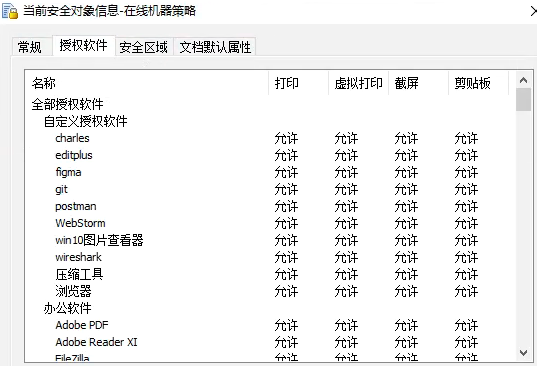 当前安全对象信息-在线机器策略
常规 授权软件 安全区域 文档默认属性
名称 打印 虚拟打印 截屏 剪贴板
全部授权软件
自定义授权软件
charles 允许 允许 允许 允许
editplus 允许 允许 允许 允许
figma 允许 允许 允许 允许
git 允许 允许 允许 允许
postman 允许 允许 允许 允许
WebStorm 允许 允许 允许 允许
win10图片查看器 允许 允许 允许 允许
wireshark 允许 允许 允许 允许
压缩工具 允许 允许 允许 允许
浏览器 允许 允许 允许 允许
办公软件
Adobe PDF 允许 允许 允许 允许
Adobe Reader XI 允许 允许 允许 允许
FileZilla 允许 允许 允许 允许